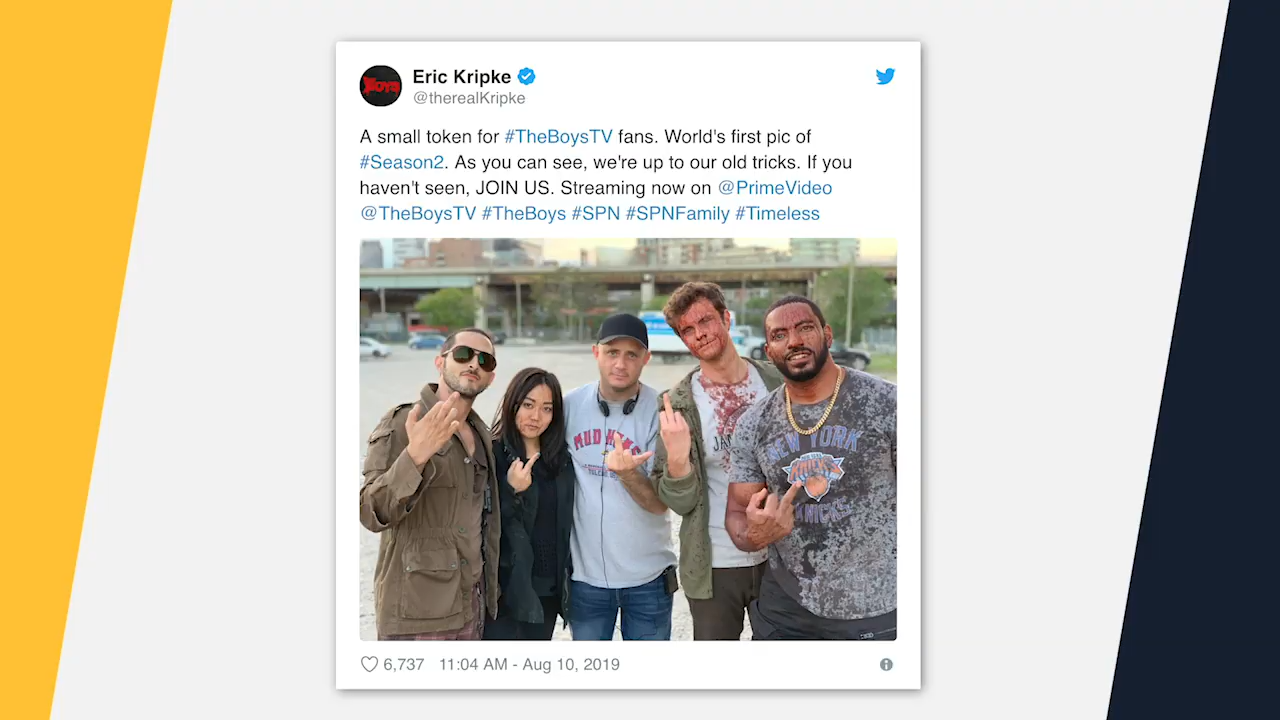 Eric Kripke
@therealKripke
A small token for #TheBoysTV fans. World's first pic of
#Season2. As you can see, we're up to our old tricks. If you
haven't seen, JOIN US. Streaming now on @PrimeVideo
@TheBoysTV #TheBoys #SPN #SPNFamily #Timeless
BOYS
NEW YORK
KNICKS
KNICKS
6,737 11:04 AM - Aug 10, 2019